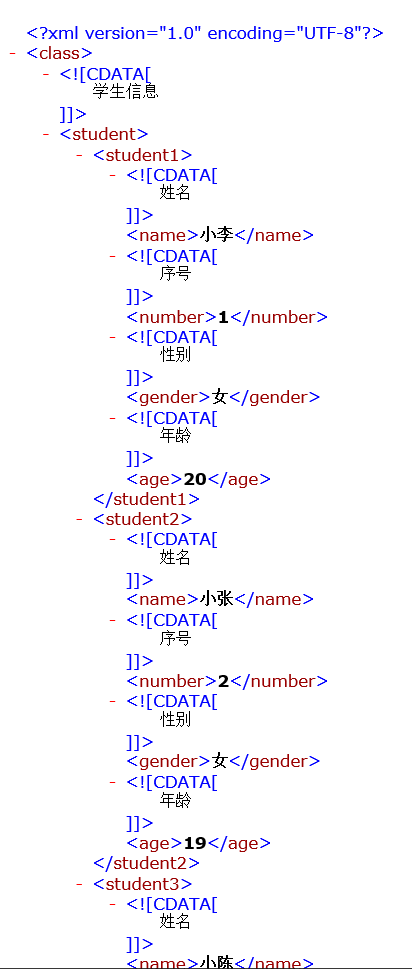 <?xml version="1.0" encoding="UTF-8"?>
- <class>
- <![CDATA[
学生信息
]]>
- <student>
- <student1>
- <![CDATA[
姓名
]]>
<name>小李</name>
- <![CDATA[
序号
]]>
<number>1</number>
- <![CDATA[
性别
]]>
<gender>女</gender>
- <![CDATA[
年龄
]]>
<age>20</age>
</student1>
- <student2>
- <![CDATA[
姓名
]]>
<name>小张</name>
- <![CDATA[
序号
]]>
<number>2</number>
- <![CDATA[
性别
]]>
<gender>女</gender>
- <![CDATA[
年龄
]]>
<age>19</age>
</student2>
- <student3>
- <![CDATA[
姓名
]]>
<name>小陈</name>